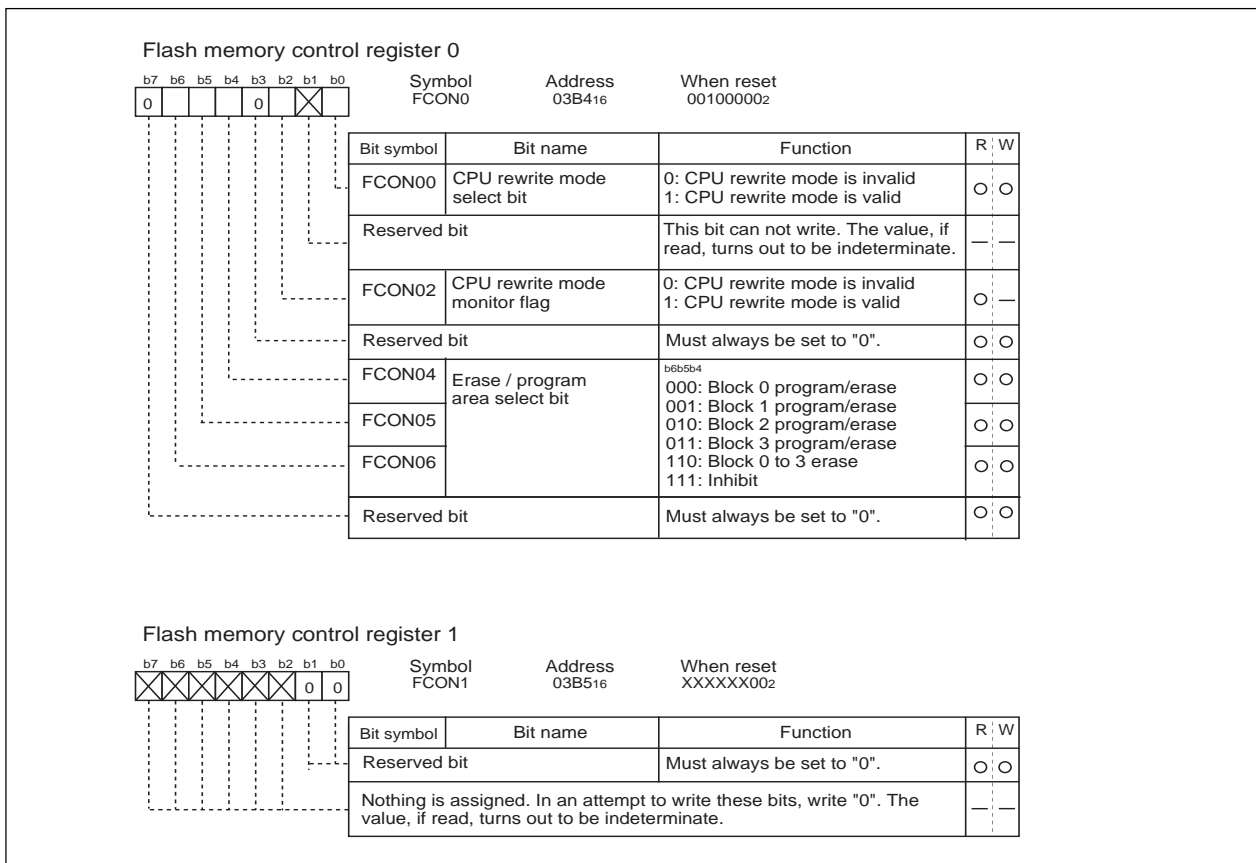 Flash memory control register 0
b7 b6 b5 b4 b3 b2 b1 b0
0 0
Symbol Address When reset
FCON0 03B416 001000002
Bit symbol Bit name Function R W
FCON00 CPU rewrite mode select bit 0: CPU rewrite mode is invalid
1: CPU rewrite mode is valid
Reserved bit This bit can not write. The value, if
read, turns out to be indeterminate. — —
FCON02 CPU rewrite mode monitor flag 0: CPU rewrite mode is invalid
1: CPU rewrite mode is valid —
Reserved bit Must always be set to "0".
FCON04 Erase / program
area select bit
b6b5b4
000: Block 0 program/erase
001: Block 1 program/erase
FCON05 010: Block 2 program/erase
011: Block 3 program/erase
FCON06 110: Block 0 to 3 erase
111: Inhibit
Reserved bit Must always be set to "0".
Flash memory control register 1
b7 b6 b5 b4 b3 b2 b1 b0
0 0
Symbol Address When reset
FCON1 03B516 XXXXXX002
Bit symbol Bit name Function R W
Reserved bit Must always be set to "0".
Nothing is assigned. In an attempt to write these bits, write "0". The
value, if read, turns out to be indeterminate. — —